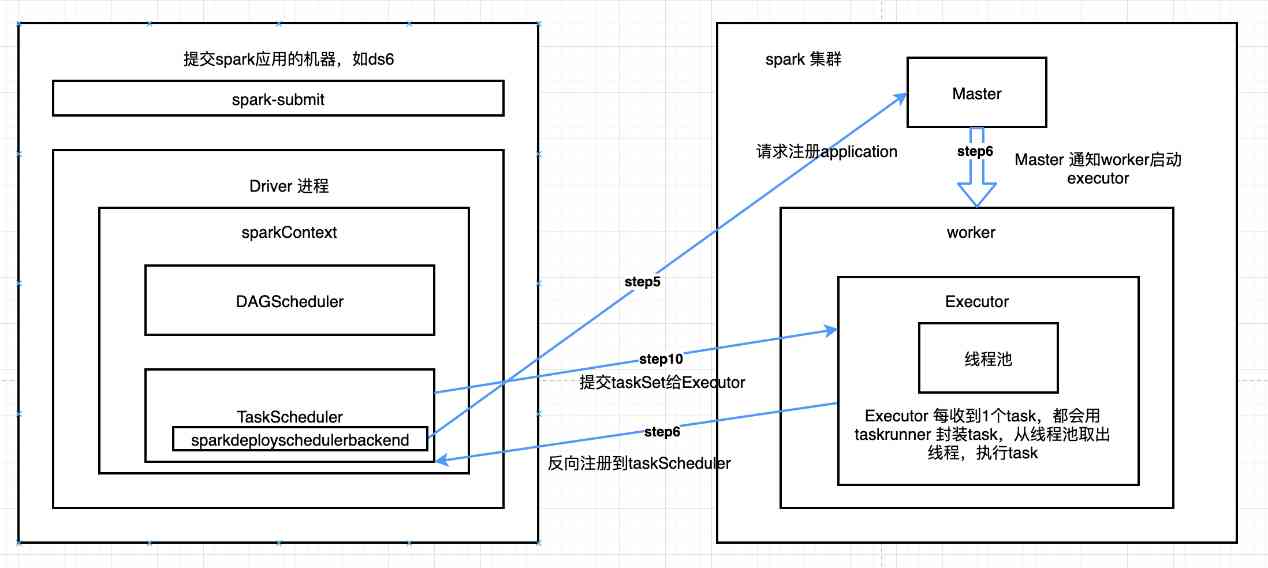 提交spark应用的机器，如ds6
spark-submit
Driver 进程
sparkContext
DAGScheduler
TaskScheduler
sparkdeployschedulerbackend
step5
请求注册application
step10
提交taskSet给Executor
step6
反向注册到taskScheduler
spark 集群
Master
step6
Master 通知worker启动
executor
worker
Executor
线程池
Executor 每收到1个task，都会用
taskrunner 封装task，从线程池取出
线程，执行task